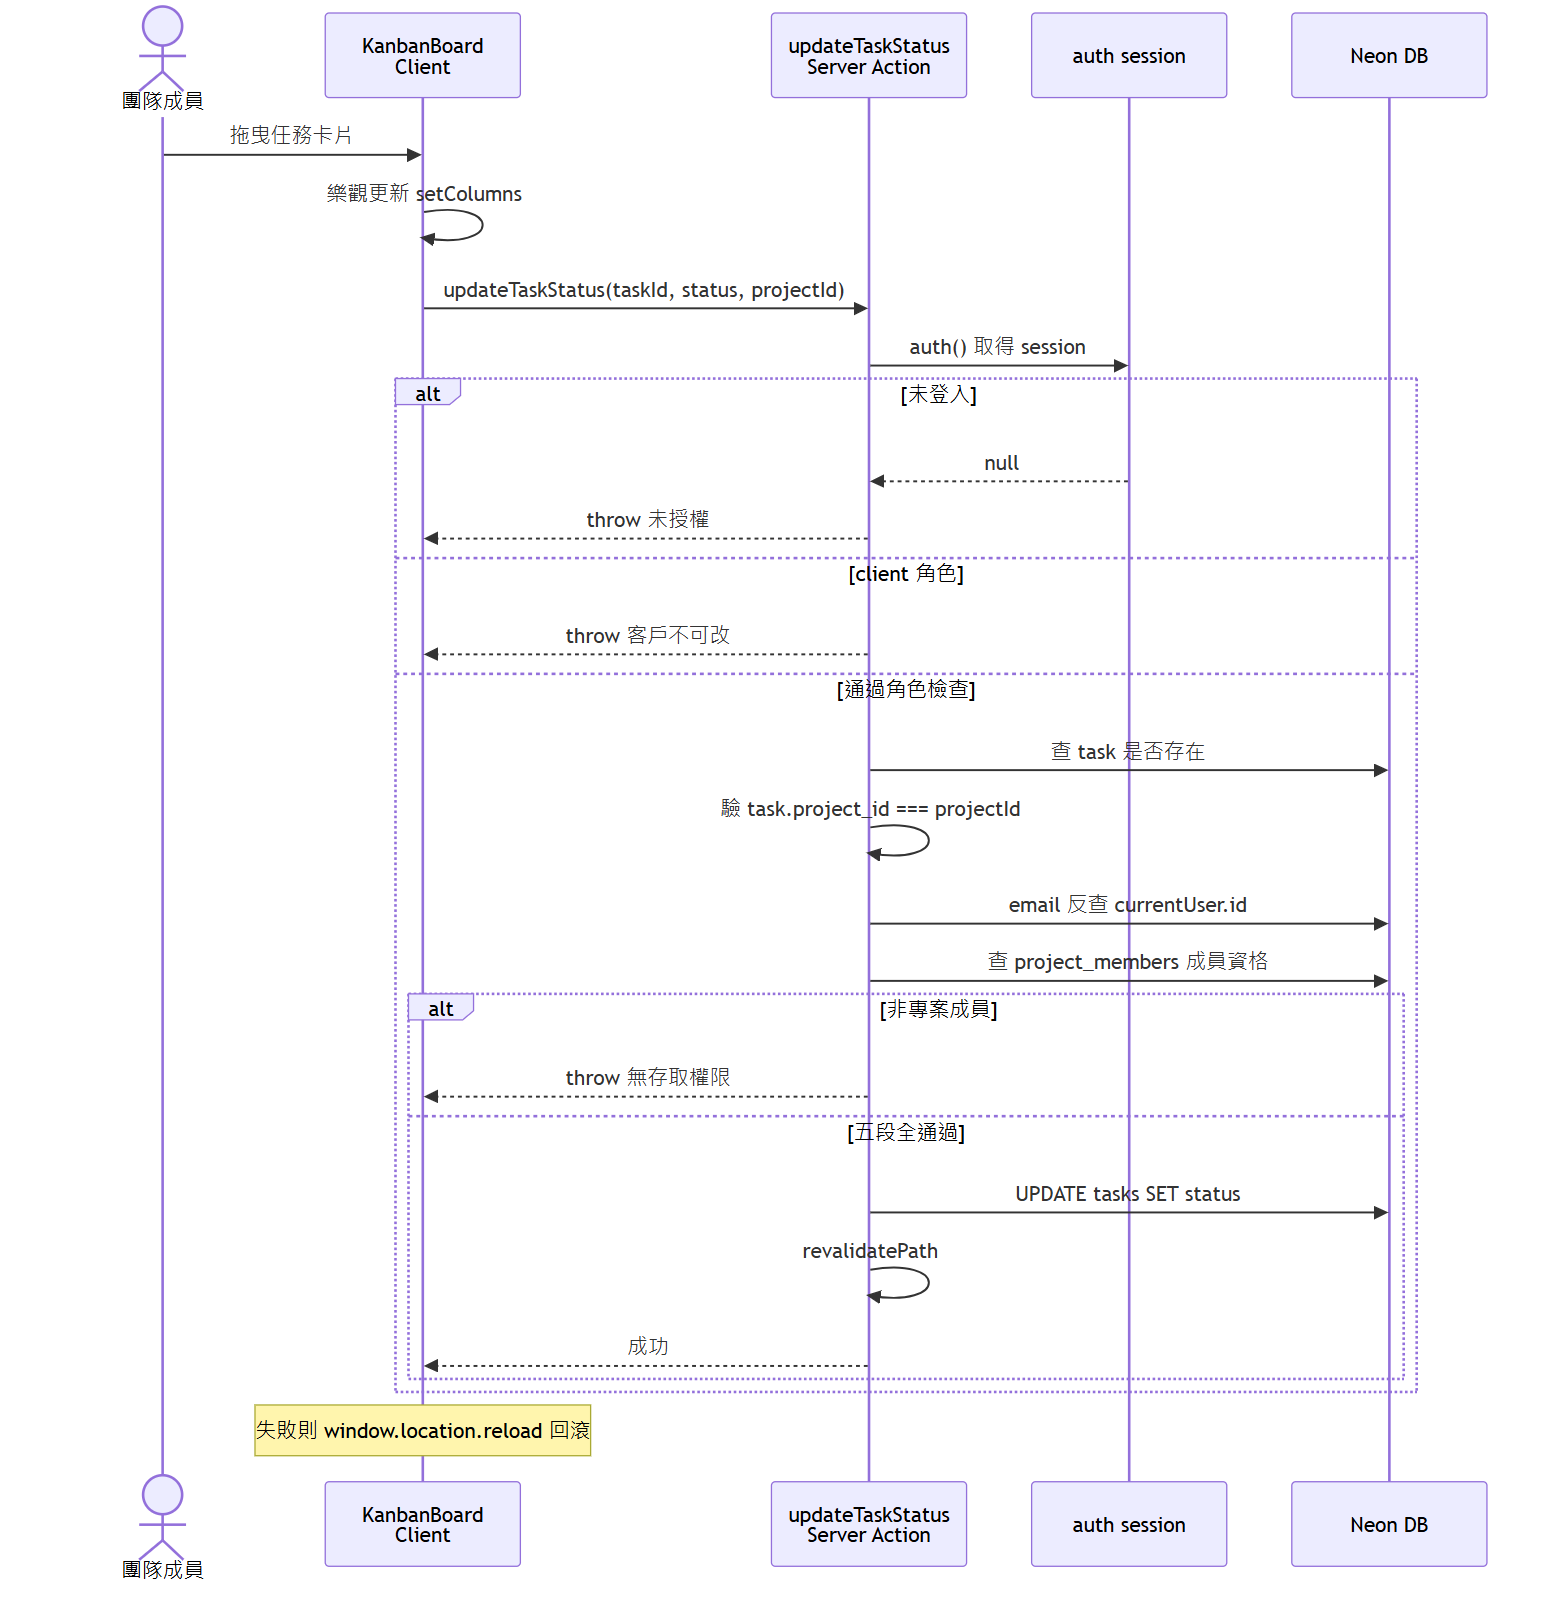 團隊成員
KanbanBoard
Client
updateTaskStatus
Server Action
auth session
Neon DB
拖曳任務卡片
樂觀更新 setColumns
updateTaskStatus(taskId, status, projectId)
auth() 取得 session
alt
[未登入]
null
throw 未授權
[client 角色]
throw 客戶不可改
[通過角色檢查]
查 task 是否存在
驗 task.project_id === projectId
email 反查 currentUser.id
查 project_members 成員資格
alt
[非專案成員]
throw 無存取權限
[五段全通過]
UPDATE tasks SET status
revalidatePath
成功
失敗則 window.location.reload 回滾
團隊成員
KanbanBoard
Client
updateTaskStatus
Server Action
auth session
Neon DB